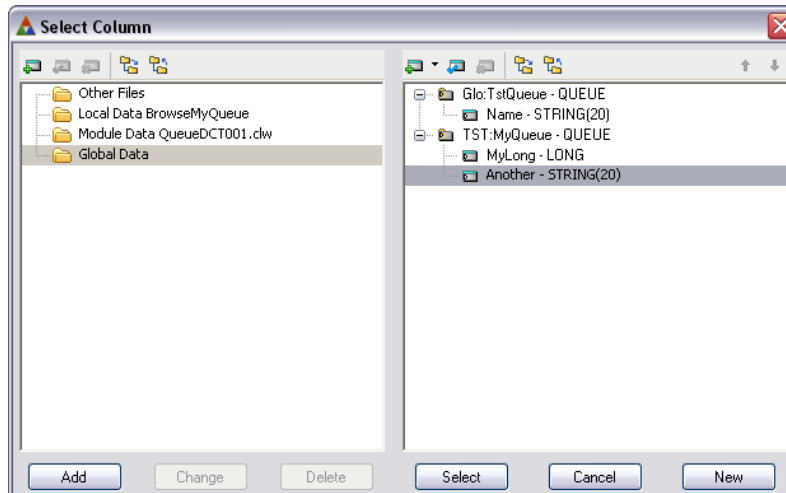 Select Column
Other Files
Local Data BrowseMyQueue
Module Data QueueDCT001.clw
Global Data
Glo:TstQueue - QUEUE
Name - STRING(20)
TST:MyQueue - QUEUE
MyLong - LONG
Another - STRING(20)
Add
Change
Delete
Select
Cancel
New